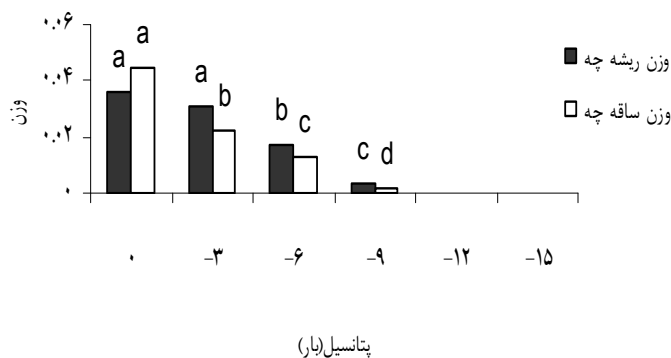 ۰.۰۶
۰.۰۴
۰.۰۲
۰
وزن
a a
a b
b c
c d
وزن ریشه چه
وزن ساقه چه
۰ -۳ -۶ -۹ -۱۲ -۱۵
پتانسیل(بار)